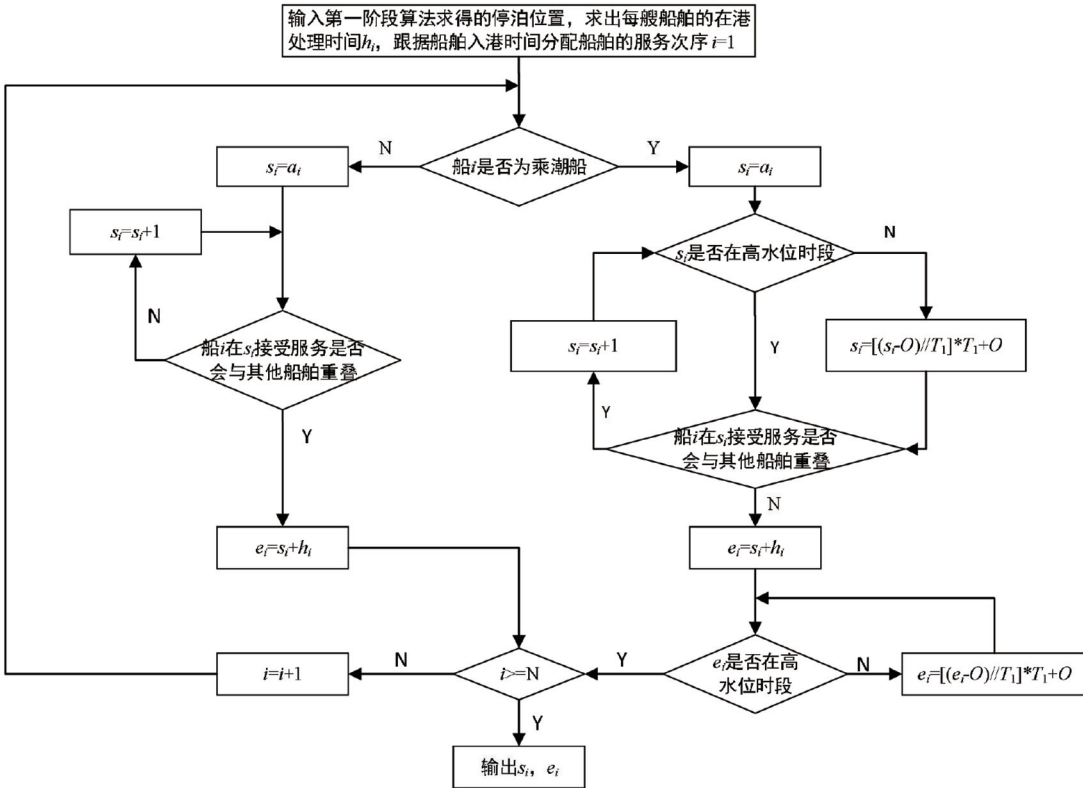 输入第一阶段算法求得的停泊位置，求出每艘船舶的在港
处理时间hᵢ，跟据船舶入港时间分配船舶的服务次序 i=1
船i是否为乘潮船
N
Y
sᵢ=aᵢ
sᵢ=aᵢ
sᵢ=sᵢ+1
sᵢ是否在高水位时段
N
N
Y
船i在sᵢ接受服务是否
会与其他船舶重叠
sᵢ=sᵢ+1
sᵢ=[(sᵢ-O)//T₁]*T₁+O
Y
Y
船i在sᵢ接受服务是否
会与其他船舶重叠
N
eᵢ=sᵢ+hᵢ
eᵢ=sᵢ+hᵢ
i=i+1
N
i>=N
Y
eᵢ是否在高
水位时段
N
eᵢ=[(eᵢ-O)//T₁]*T₁+O
Y
输出sᵢ，eᵢ